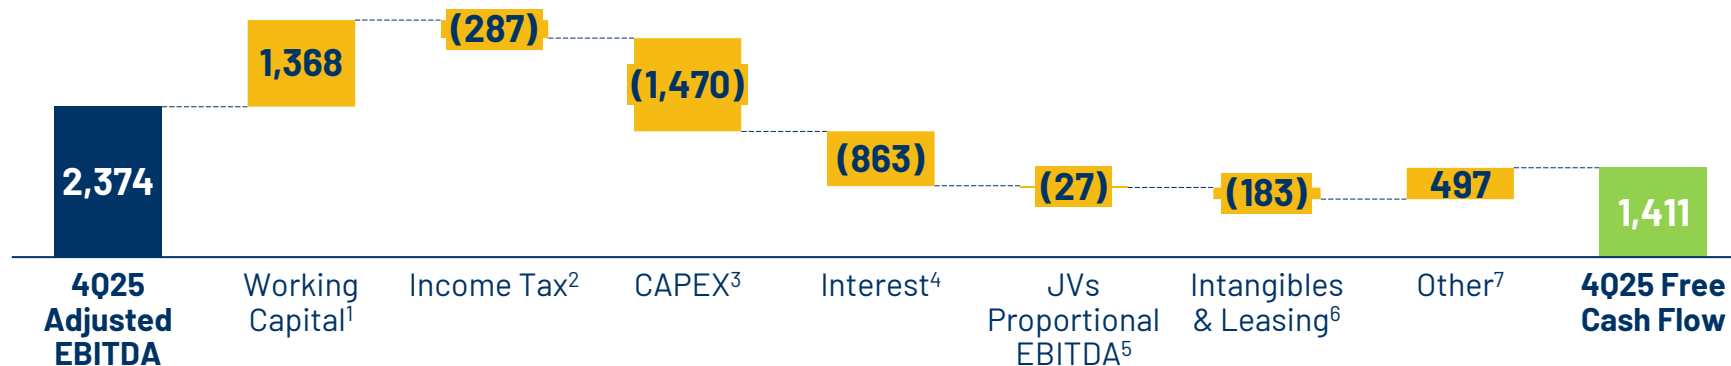 (287)
1,368
(1,470)
(863)
2,374
(27)
(183)
497
1,411
4Q25
Adjusted
EBITDA
Working
Capital¹
Income Tax²
CAPEX³
Interest⁴
JVs
Proportional
EBITDA⁵
Intangibles
& Leasing⁶
Other⁷
4Q25 Free
Cash Flow